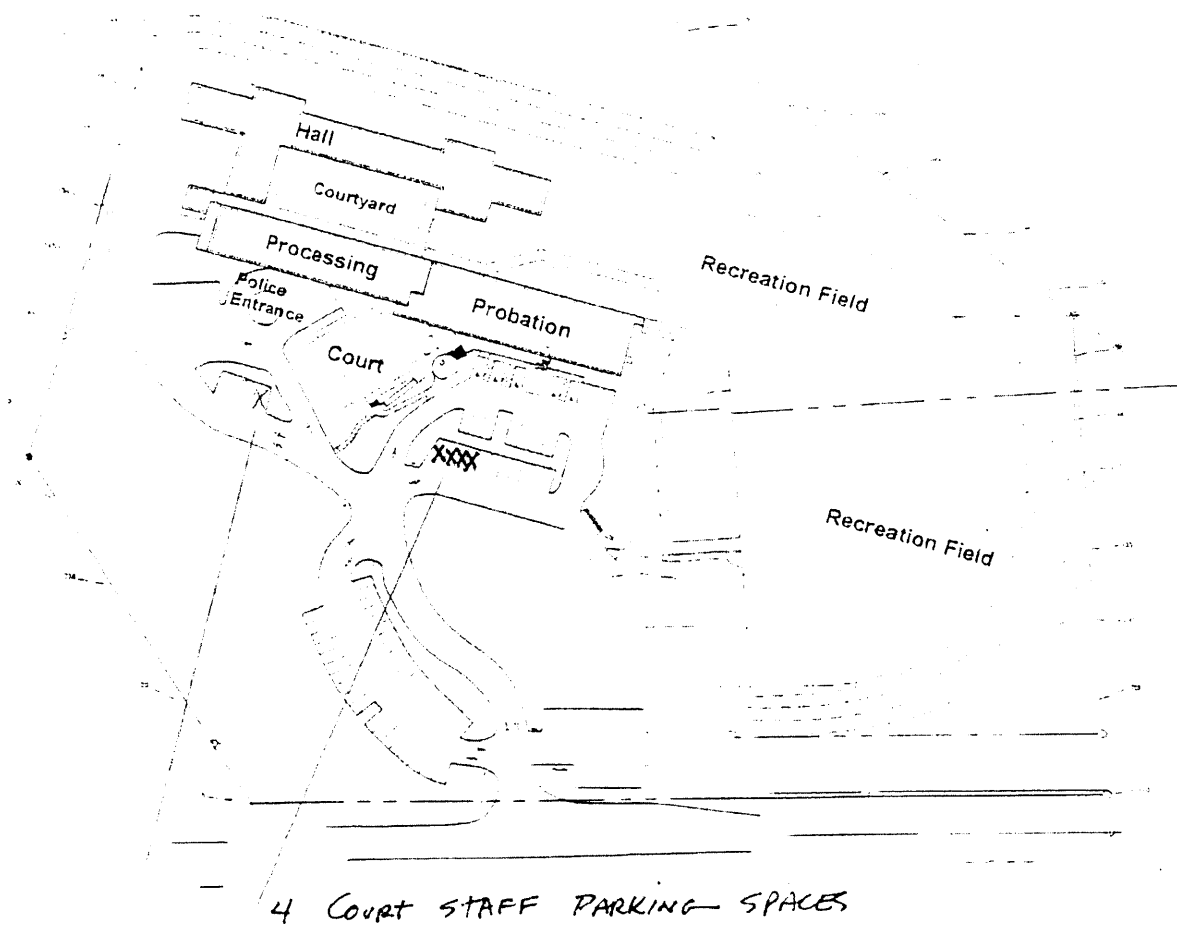 Hall
Courtyard
Processing
Probation
Police
Entrance
Court
XXXX
X
Recreation Field
Recreation Field
4 COURT STAFF PARKING SPACES